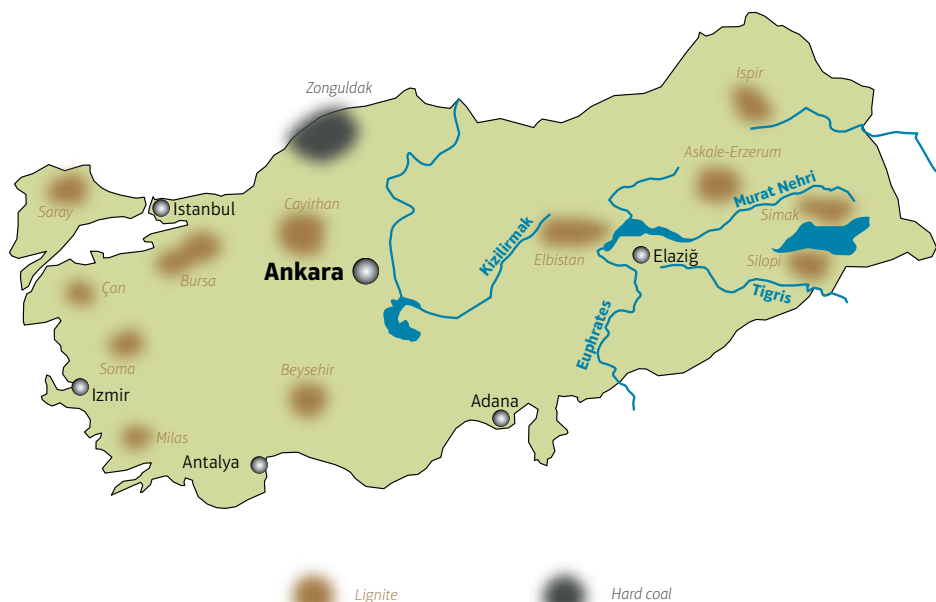 Zonguldak
Ispir
Askale-Erzerum
Murat Nehri
Saray
Istanbul
Cayirhan
Simak
Kizilirmak
Elbistan
Elaziğ
Silopi
Bursa
Ankara
Çan
Tigris
Euphrates
Soma
Beysehir
Izmir
Adana
Milas
Antalya
Lignite
Hard coal